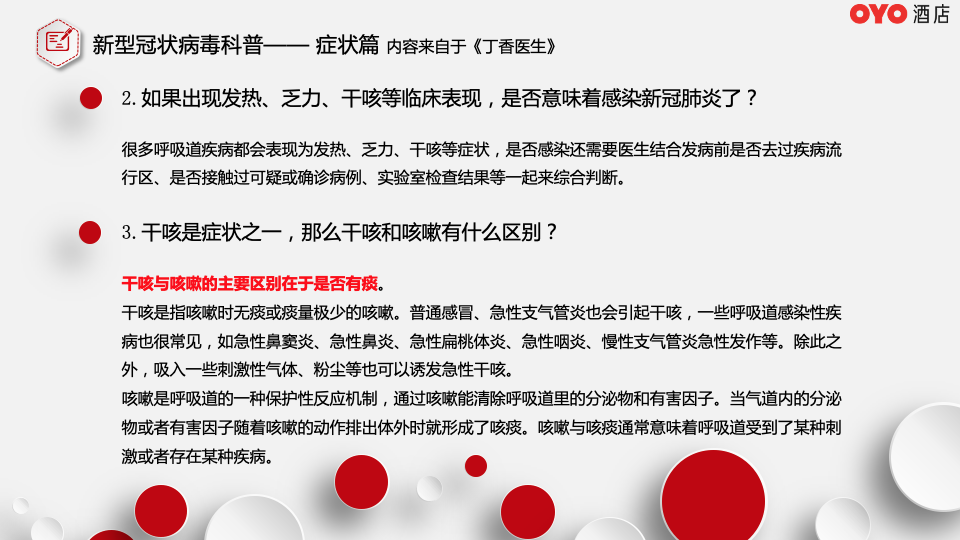 OYO 酒店
新型冠状病毒科普—— 症状篇 内容来自于《丁香医生》
2. 如果出现发热、乏力、干咳等临床表现，是否意味着感染新冠肺炎了？
很多呼吸道疾病都会表现为发热、乏力、干咳等症状，是否感染还需要医生结合发病前是否去过疾病流
行区、是否接触过可疑或确诊病例、实验室检查结果等一起来综合判断。
3. 干咳是症状之一，那么干咳和咳嗽有什么区别？
干咳与咳嗽的主要区别在于是否有痰。
干咳是指咳嗽时无痰或痰量极少的咳嗽。普通感冒、急性支气管炎也会引起干咳，一些呼吸道感染性疾
病也很常见，如急性鼻窦炎、急性鼻炎、急性扁桃体炎、急性咽炎、慢性支气管炎急性发作等。除此之
外，吸入一些刺激性气体、粉尘等也可以诱发急性干咳。
咳嗽是呼吸道的一种保护性反应机制，通过咳嗽能清除呼吸道里的分泌物和有害因子。当气道内的分泌
物或者有害因子随着咳嗽的动作排出体外时就形成了咳痰。咳嗽与咳痰通常意味着呼吸道受到了某种刺
激或者存在某种疾病。